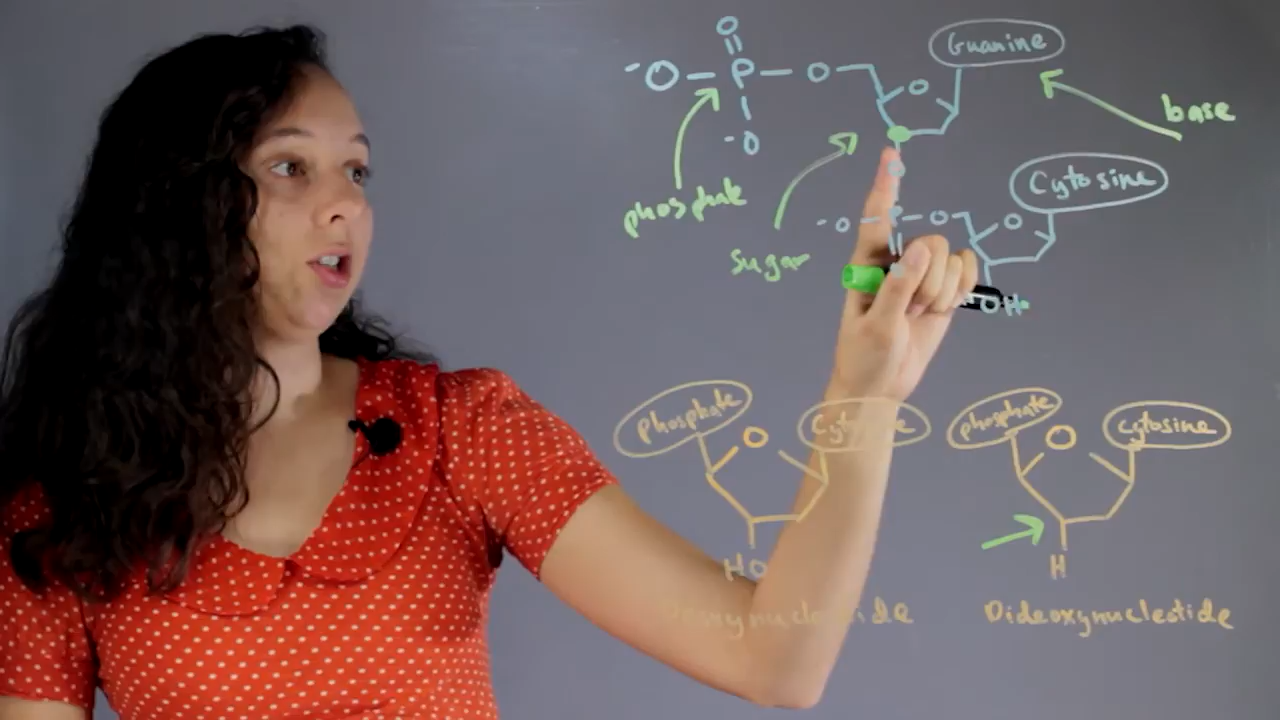 O
Guanine
-O P O O
base
-O
phosphate
Cytosine
sugar
-O P O O
OH
phosphate
phosphate
Cytosine
O
O
HO
H
Dideoxynucleotide